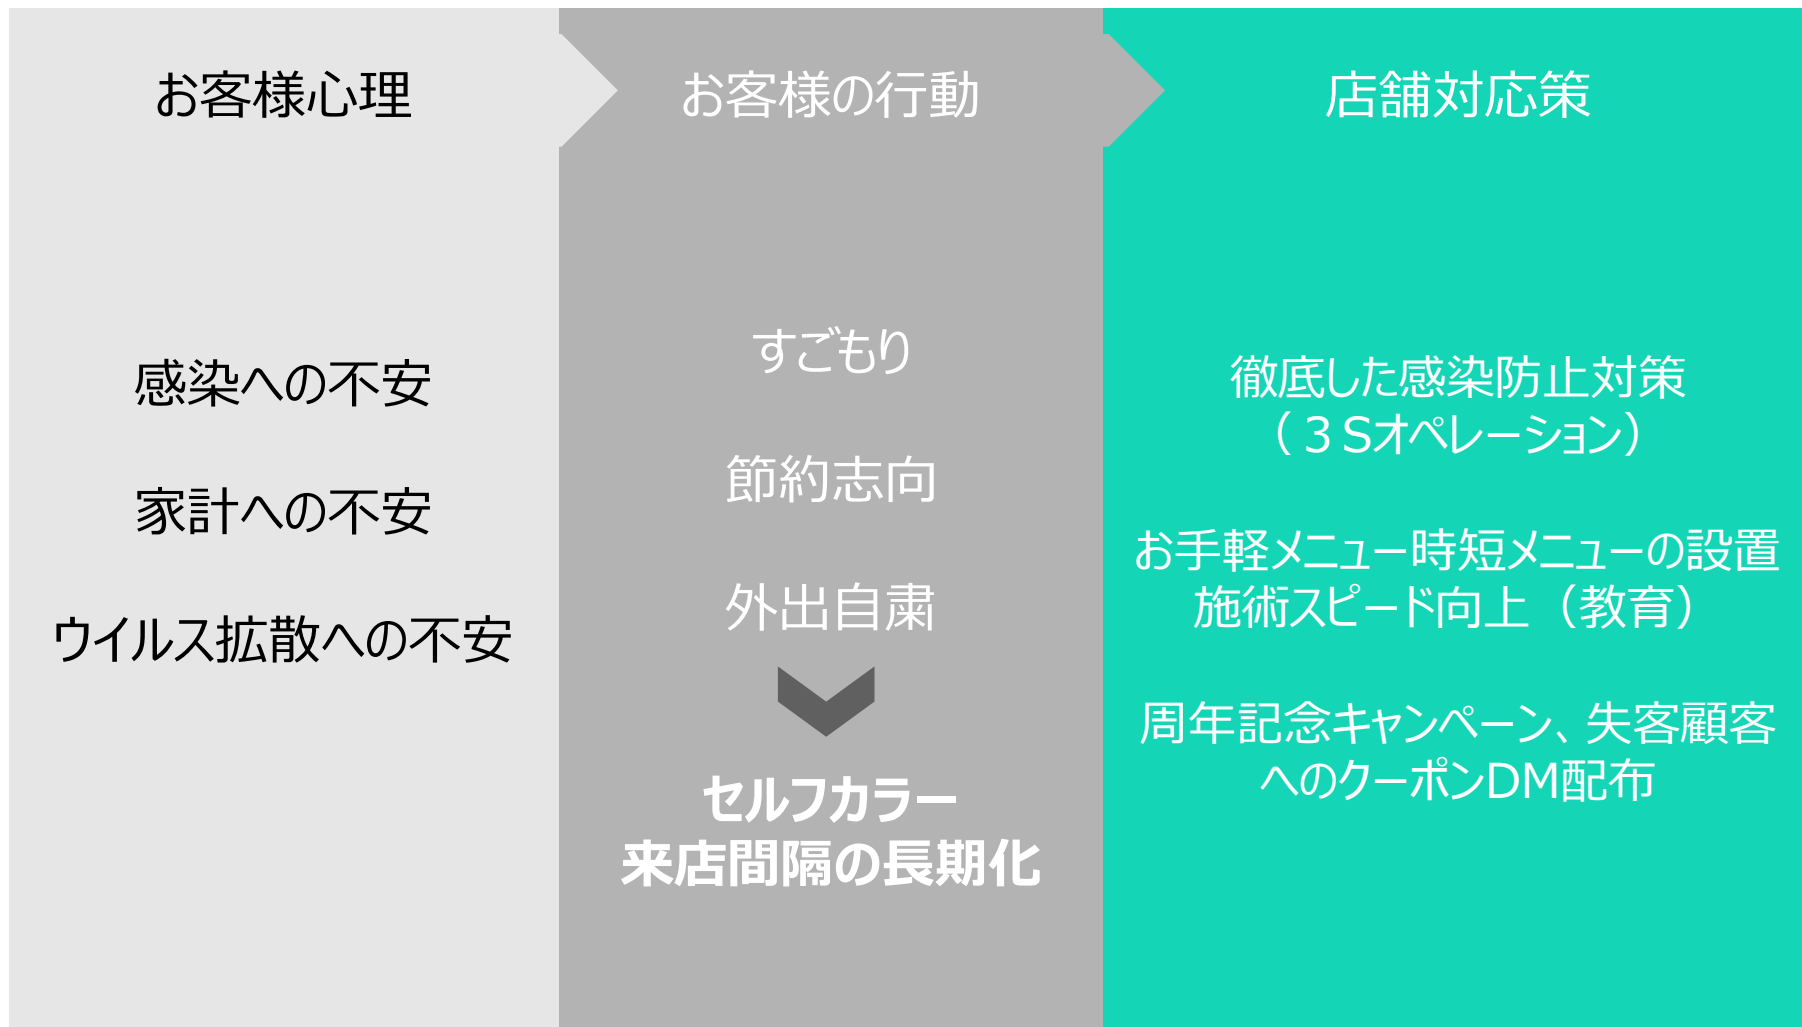 お客様心理
感染への不安
家計への不安
ウイルス拡散への不安
お客様の行動
すごもり
節約志向
外出自粛
セルフカラー
来店間隔の長期化
店舗対応策
徹底した感染防止対策
（３Sオペレーション）
お手軽メニュー時短メニューの設置
施術スピード向上（教育）
周年記念キャンペーン、失客顧客
へのクーポンDM配布